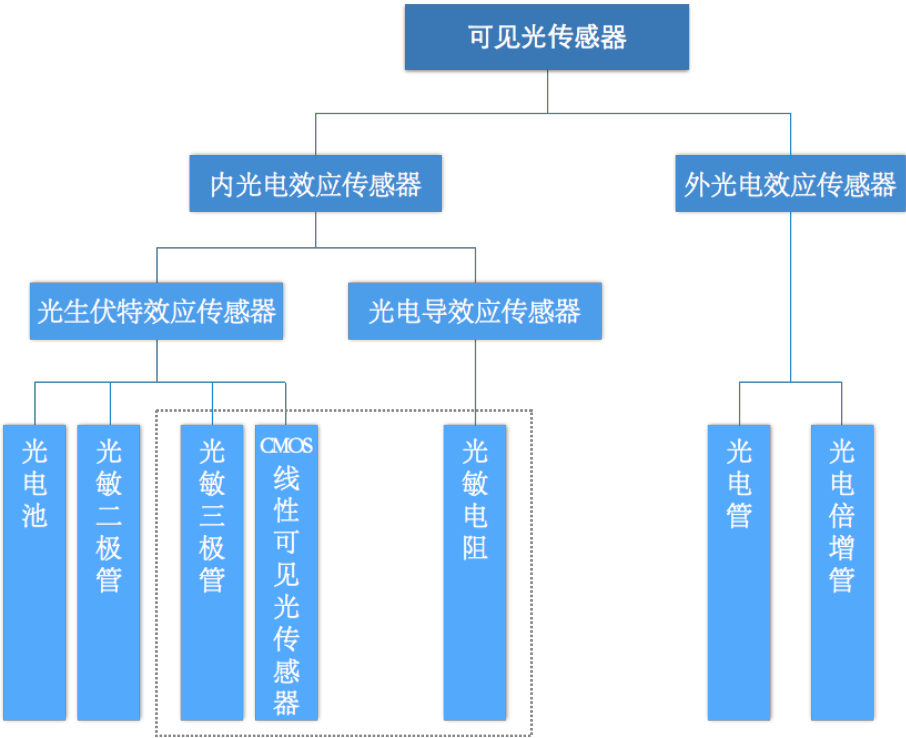 可见光传感器
内光电效应传感器
外光电效应传感器
光生伏特效应传感器
光电导效应传感器
光电池
光敏二极管
光敏三极管
CMOS线性可见光传感器
光敏电阻
光电管
光电倍增管